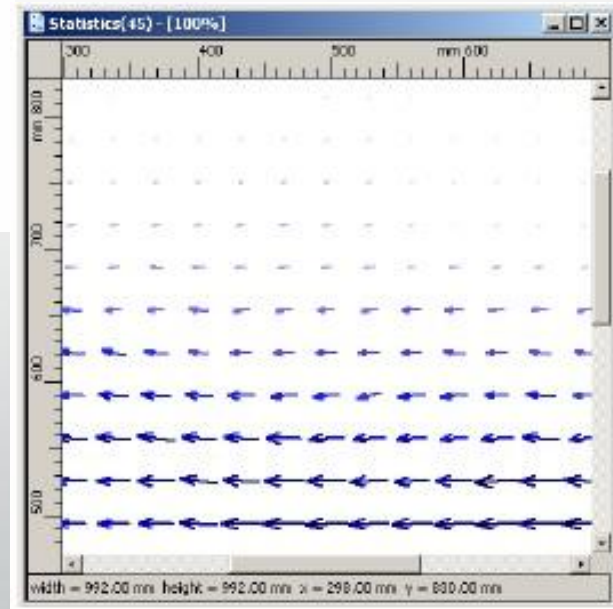 Statistics(45) - [100%]
300 400 500 mm 600
mm 800
700
600
500
width = 992.00 mm height = 992.00 mm x = 298.00 mm y = 830.00 mm